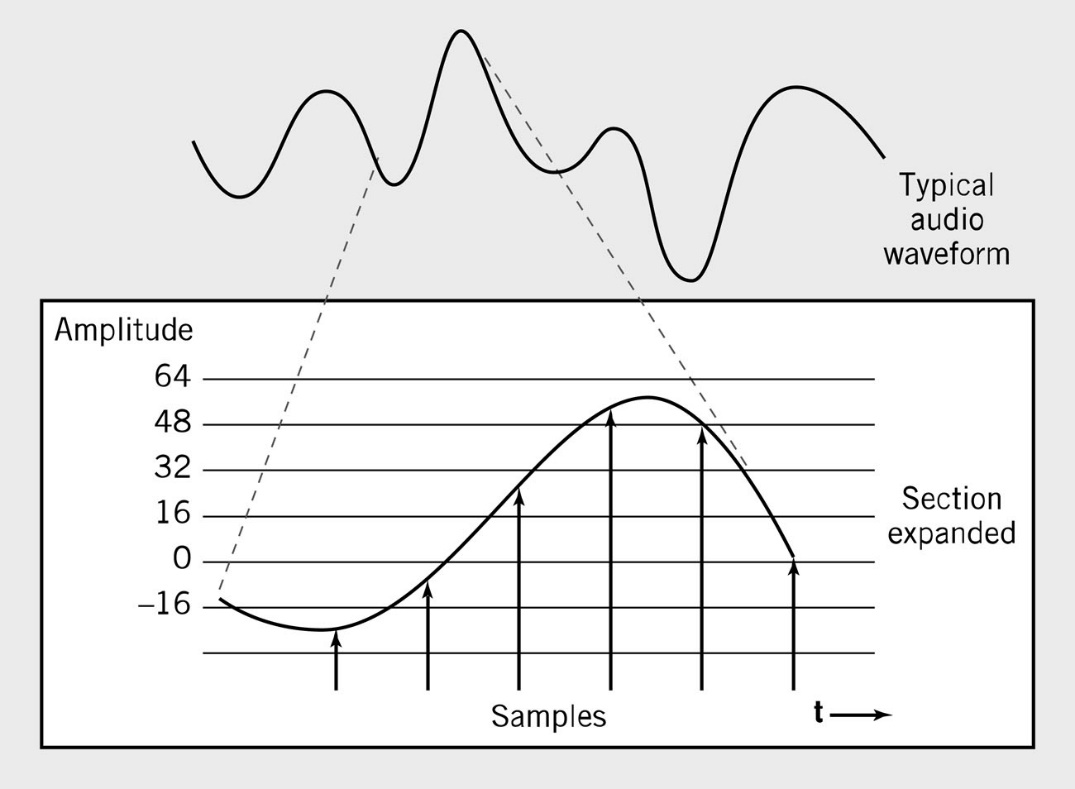 Typical
audio
waveform
Amplitude
64
48
32
16
0
–16
Section
expanded
Samples
t